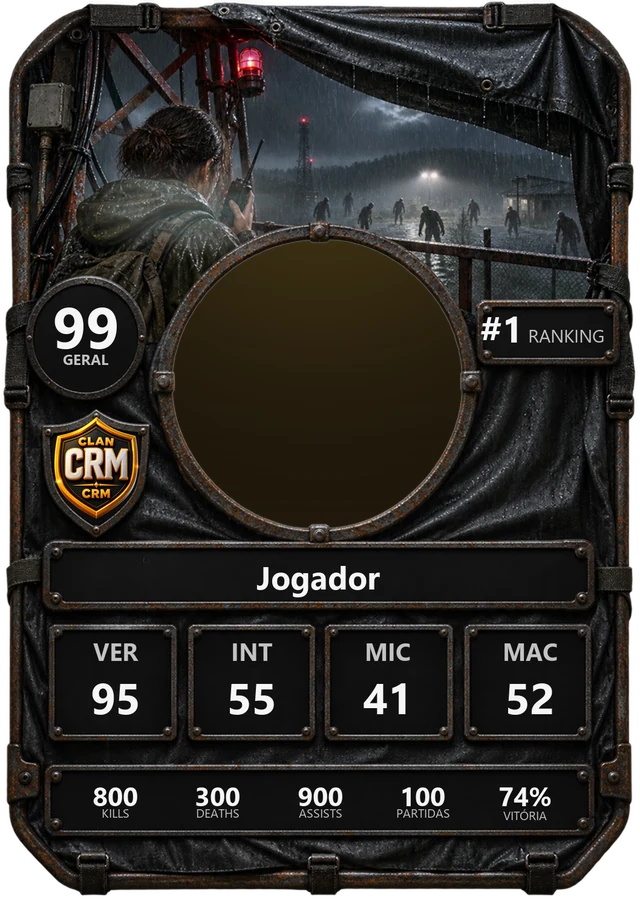 99
GERAL
#1 RANKING
CLAN
CRM
CRM
Jogador
VER INT MIC MAC
95 55 41 52
800 300 900 100 74%
KILLS DEATHS ASSISTS PARTIDAS VITÓRIA